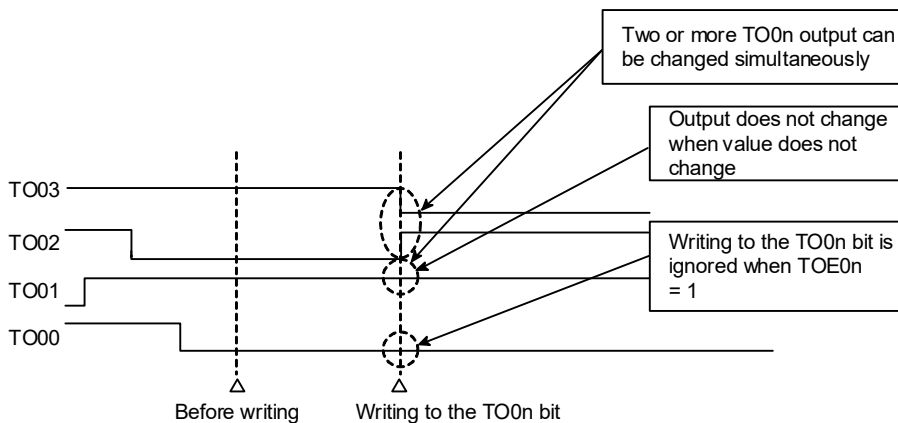 Two or more TO0n output can
be changed simultaneously
Output does not change
when value does not
change
TO03
TO02
Writing to the TO0n bit is
ignored when TOE0n
= 1
TO01
TO00
Before writing
Writing to the TO0n bit